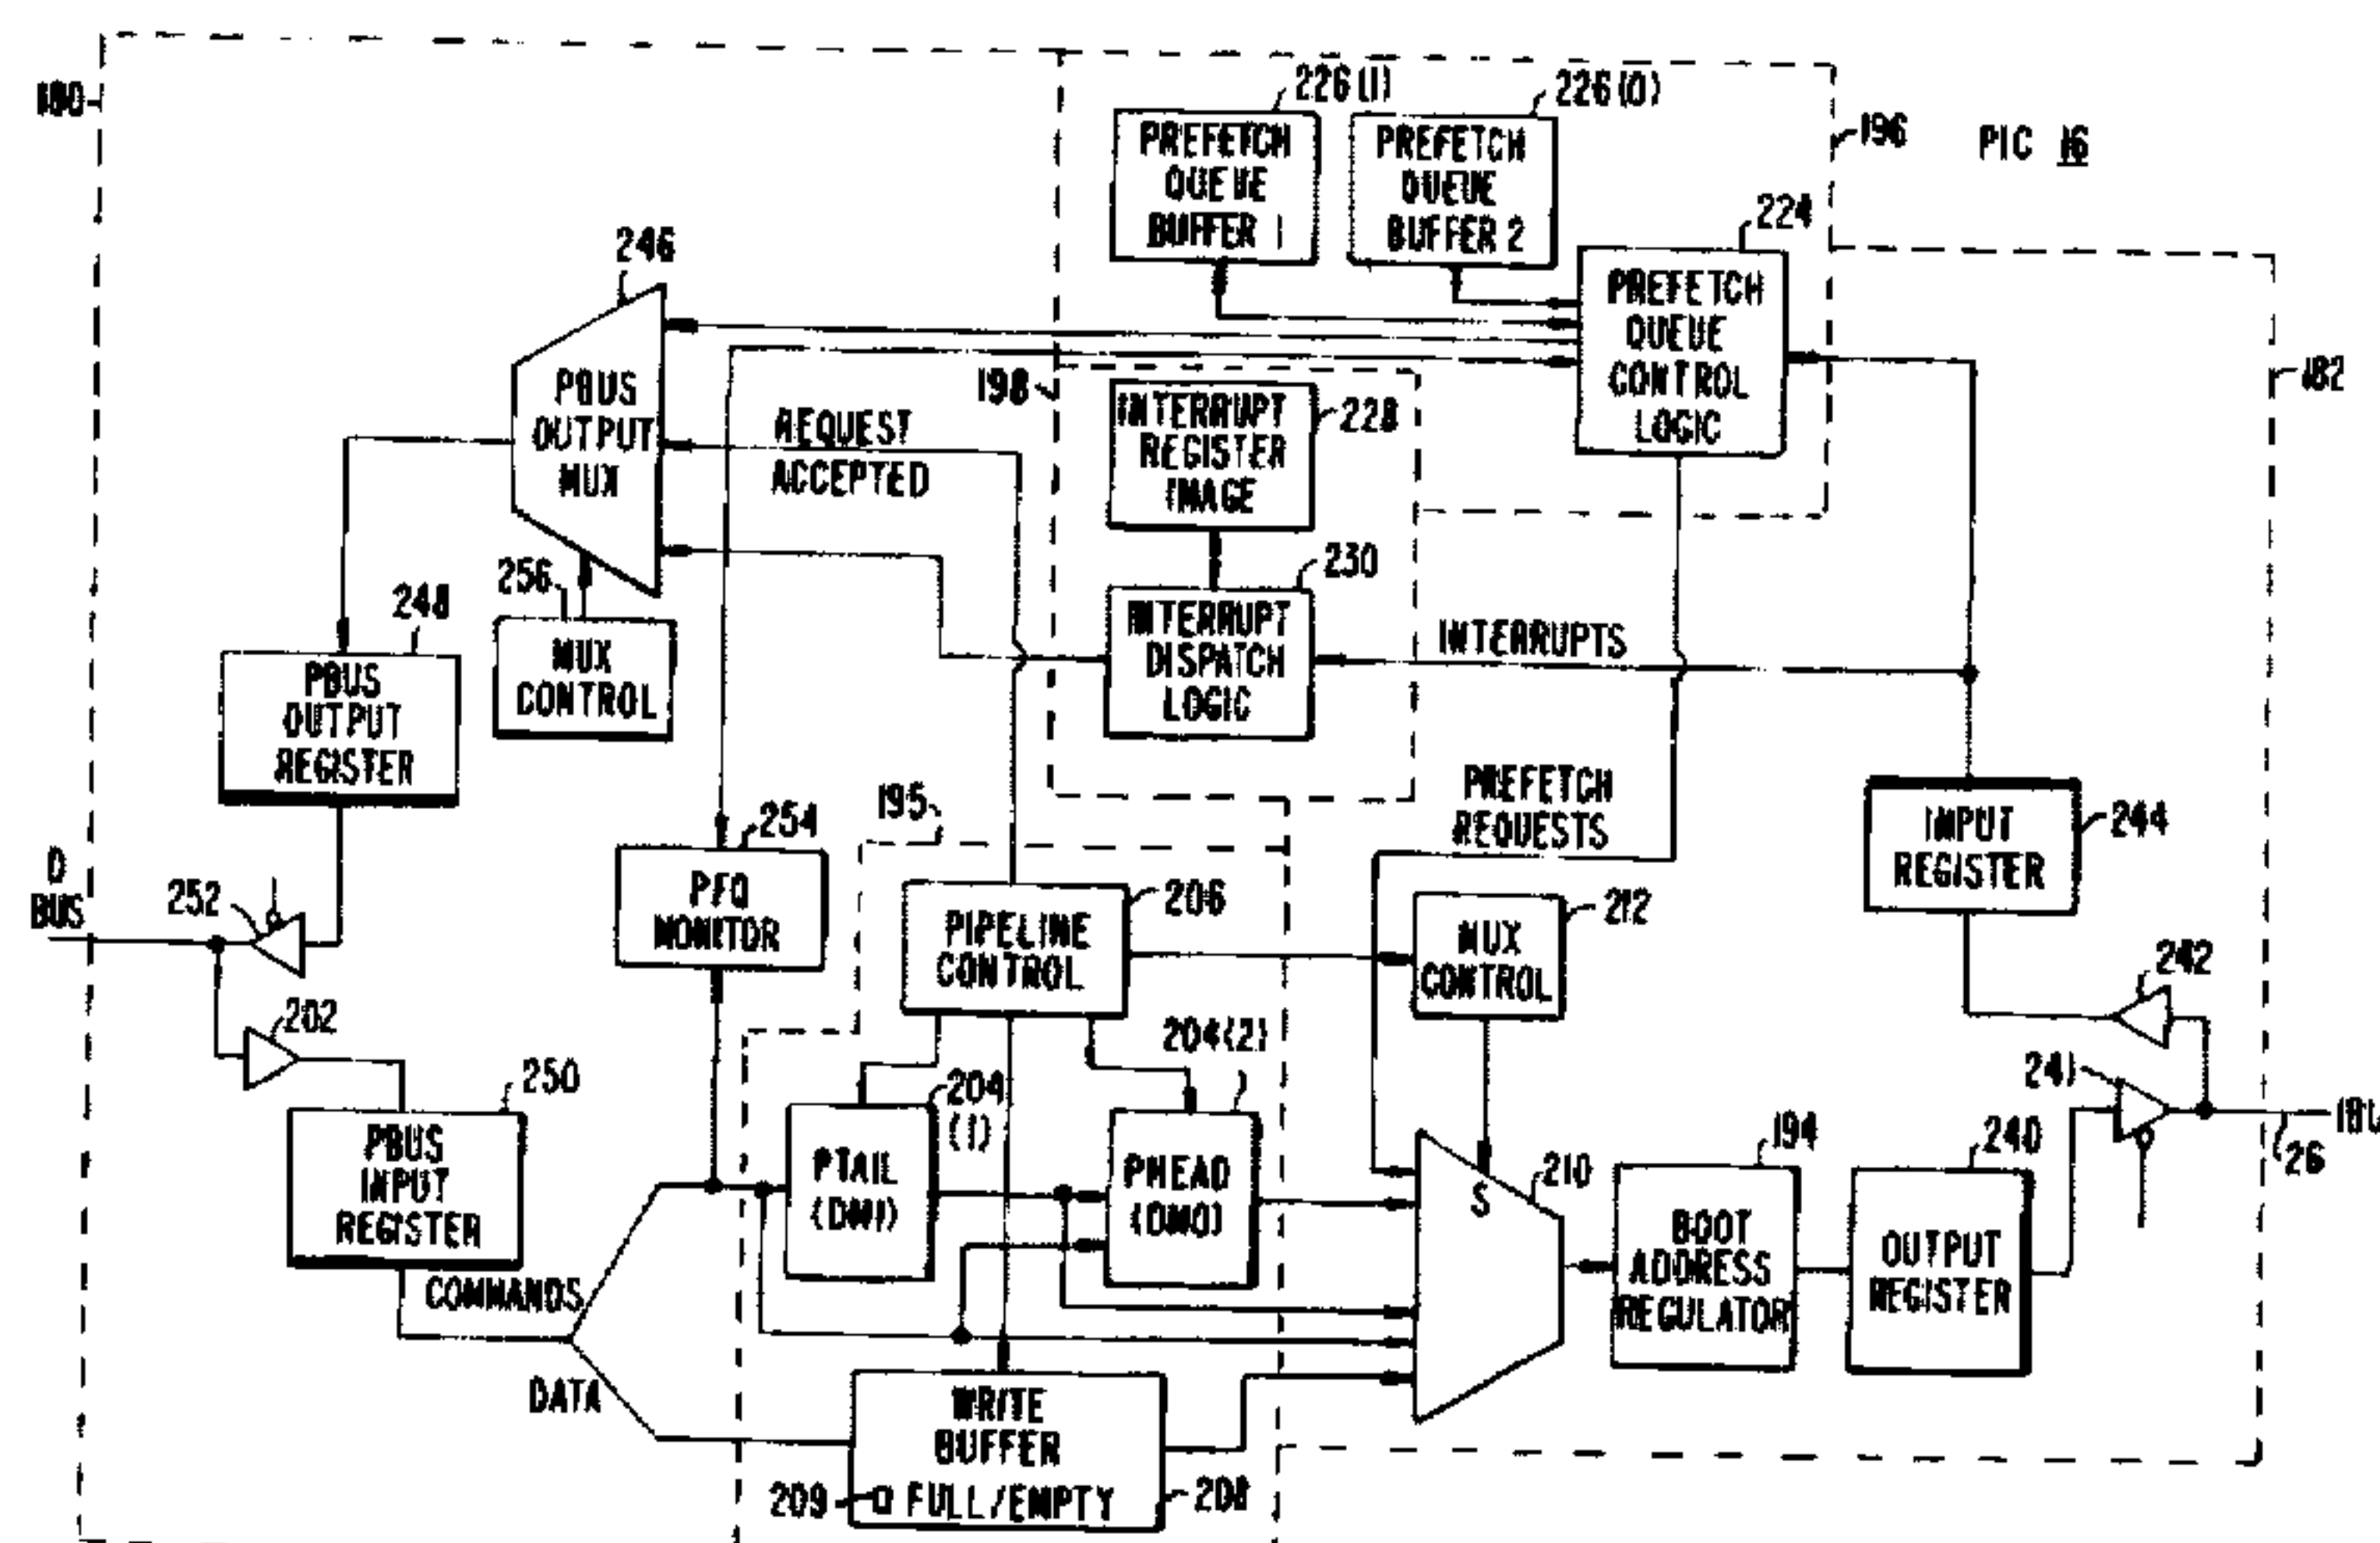 180
226(1)
226(0)
196
PIC 16
PREFETCH
QUEUE
BUFFER 1
PREFETCH
QUEUE
BUFFER 2
224
246
PREFETCH
QUEUE
CONTROL
LOGIC
182
PBUS
OUTPUT
MUX
198
REQUEST
ACCEPTED
INTERRUPT
REGISTER
IMAGE
228
256
248
230
MUX
CONTROL
INTERRUPT
DISPATCH
LOGIC
INTERRUPTS
PBUS
OUTPUT
REGISTER
195
PREFETCH
REQUESTS
INPUT
REGISTER
244
254
D
BUS
252
PFQ
MONITOR
PIPELINE
CONTROL
206
MUX
CONTROL
212
242
202
204(2)
241
250
204
(1)
PBUS
INPUT
REGISTER
PTAIL
(DM1)
PHEAD
(DM0)
S
210
194
240
26
BOOT
ADDRESS
REGULATOR
OUTPUT
REGISTER
COMMANDS
DATA
WRITE
BUFFER
209
FULL/EMPTY
208